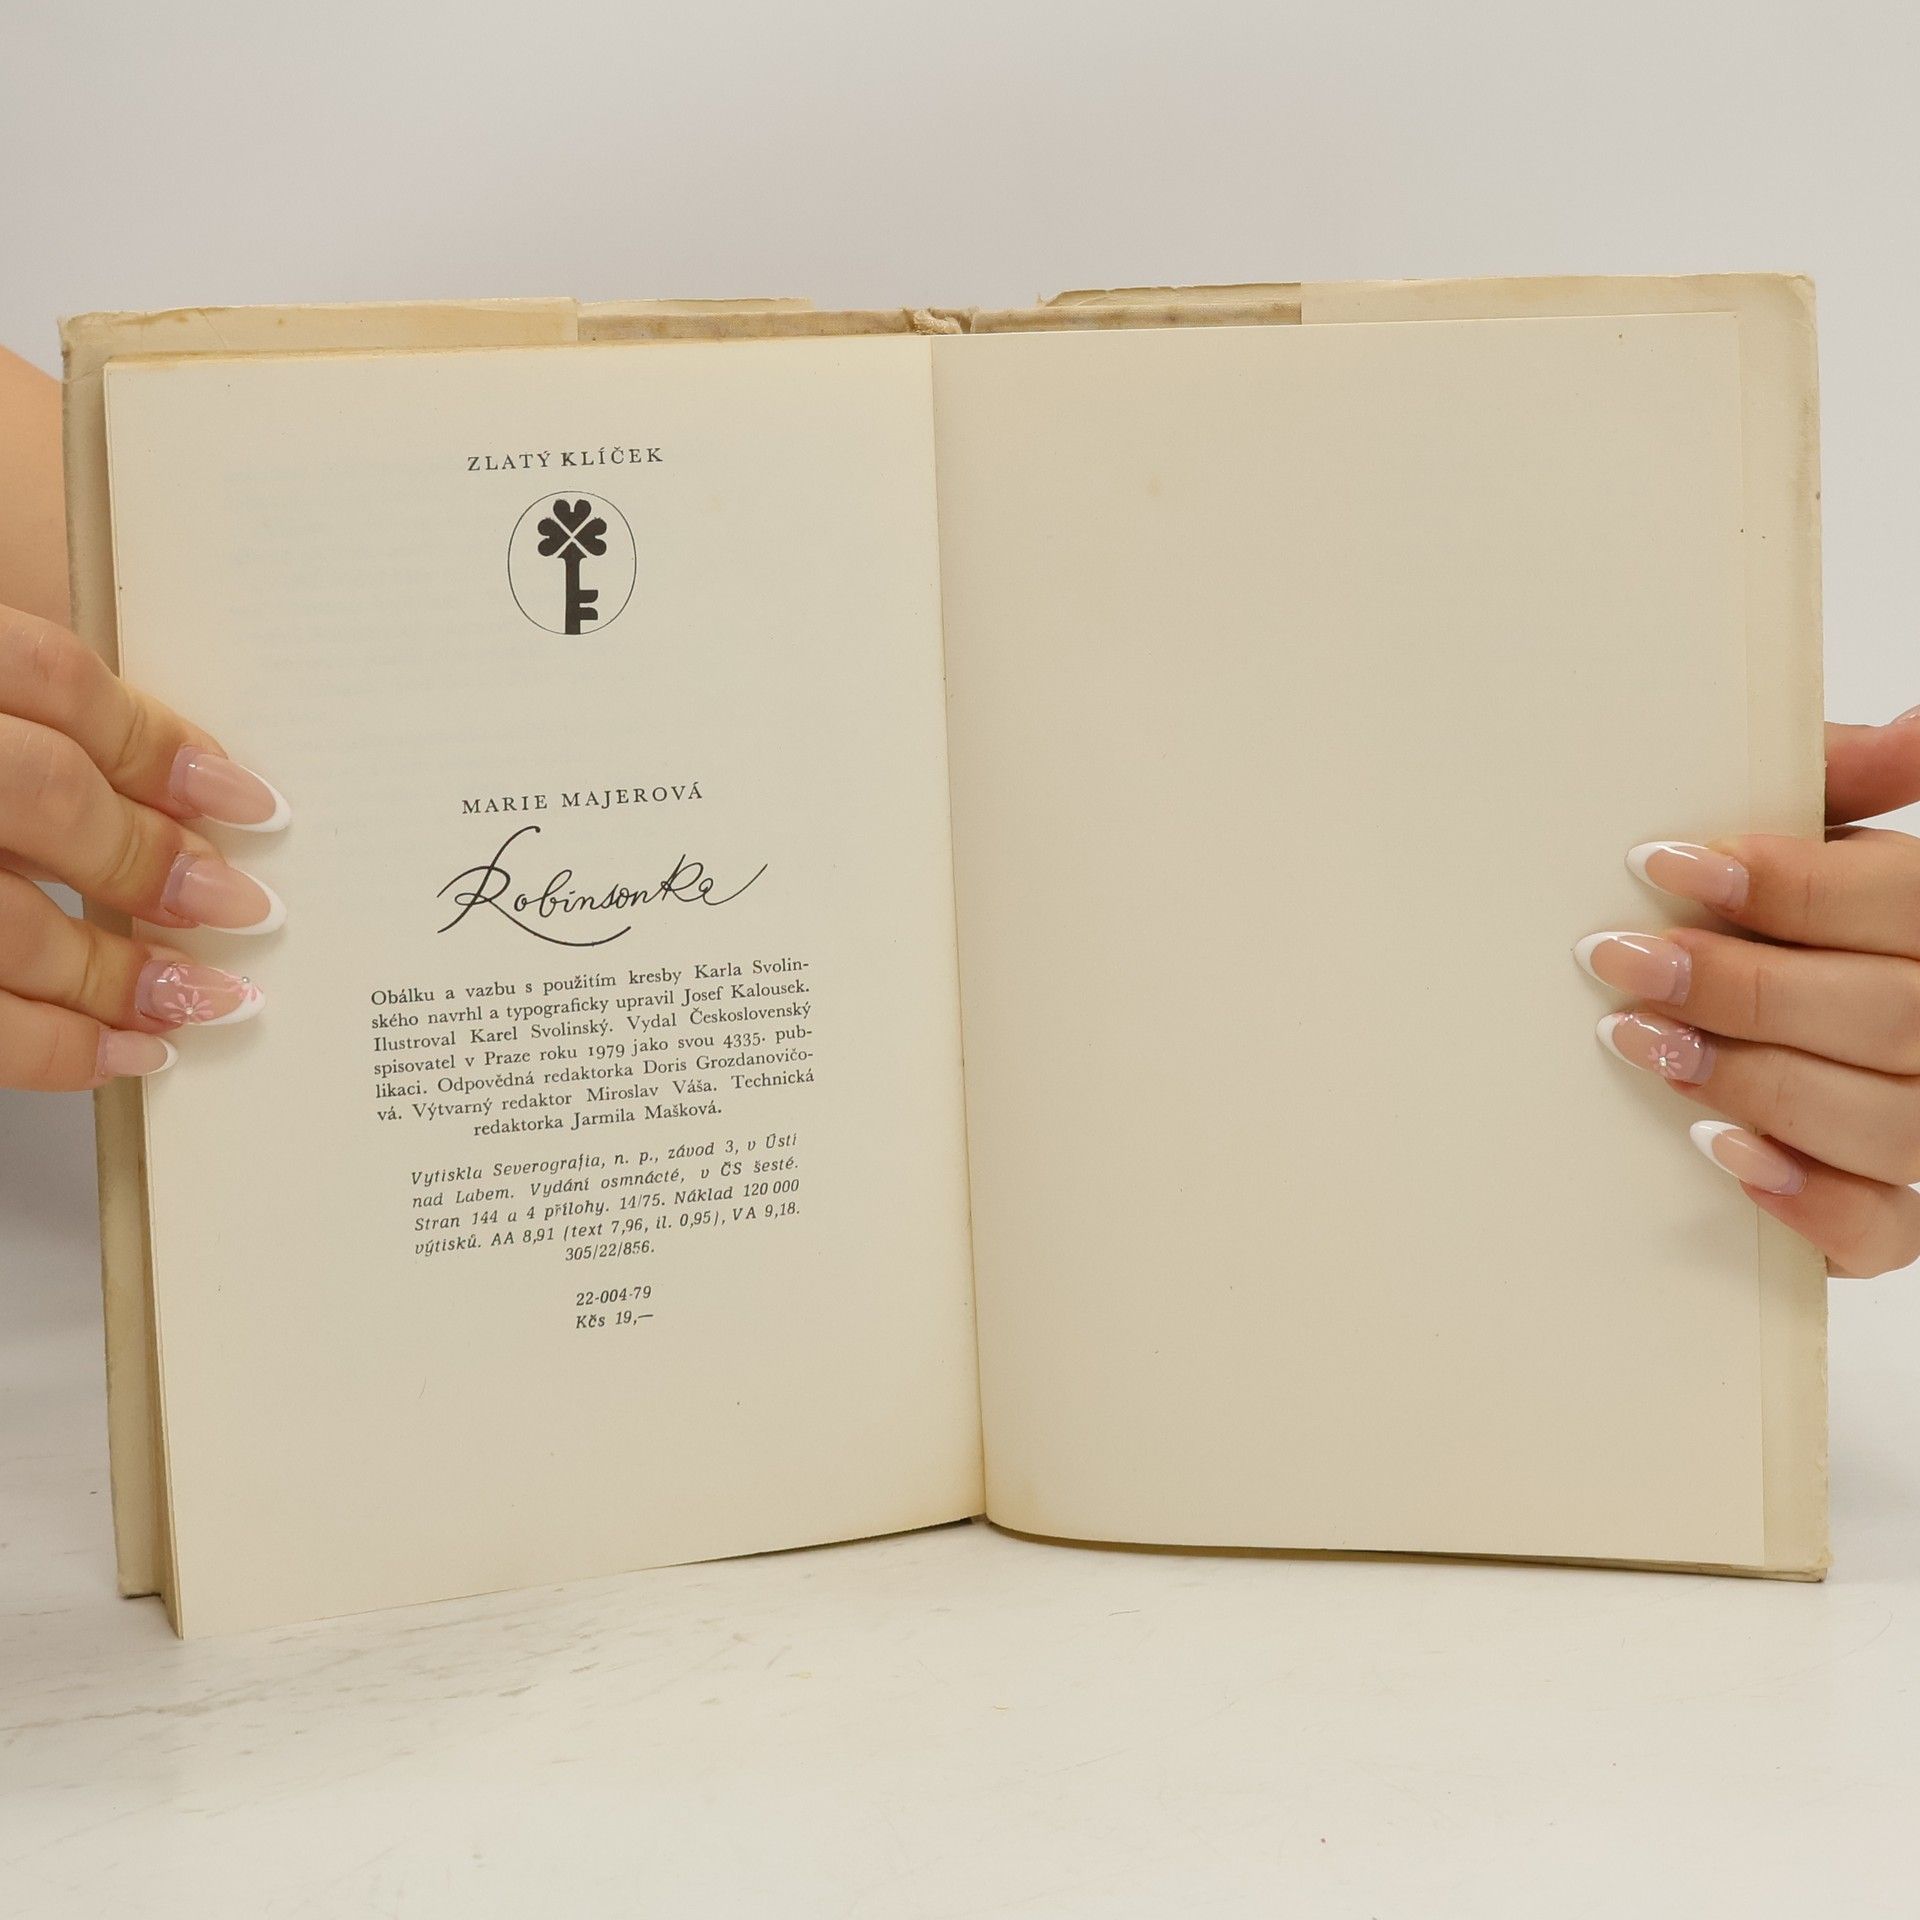 ZLATÝ KLÍČEK
MARIE MAJEROVÁ
Robinsonka
Obálku a vazbu s použitím kresby Karla Svolin-
ského navrhl a typograficky upravil Josef Kalousek.
Ilustroval Karel Svolinský. Vydal Československý
spisovatel v Praze roku 1979 jako svou 4335. pub-
likaci. Odpovědná redaktorka Doris Grozdanovičo-
vá. Výtvarný redaktor Miroslav Váša. Technická
redaktorka Jarmila Mašková.
Vytiskla Severografia, n. p., závod 3, v Ústí
nad Labem. Vydání osmnácté, v ČS šesté.
Stran 144 a 4 přílohy. 14/75. Náklad 120 000
výtisků. AA 8,91 (text 7,96, il. 0,95), VA 9,18.
305/22/856.
22-004-79
Kčs 19,—